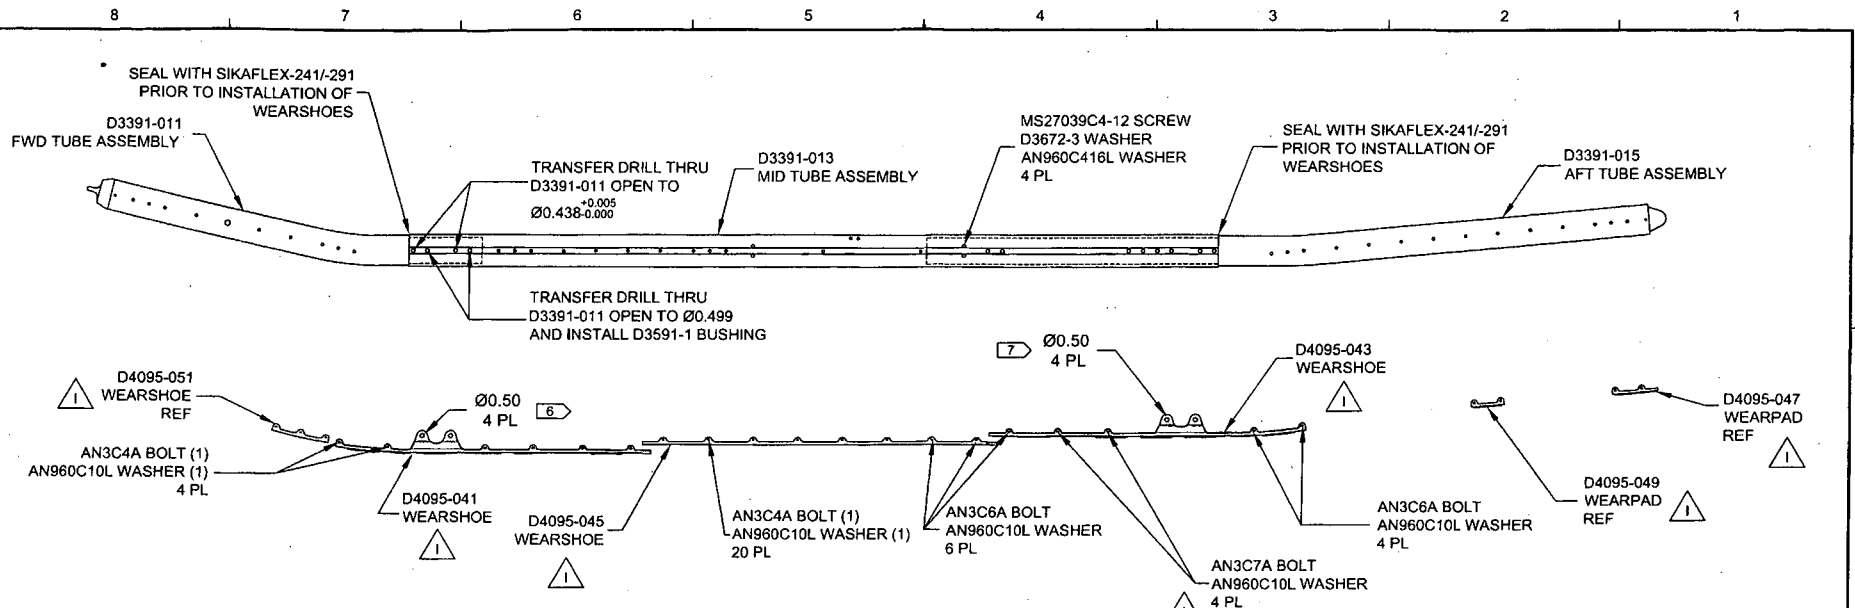 8 7 6 5 4 3 2 1
SEAL WITH SIKAFLEX-241/-291
PRIOR TO INSTALLATION OF
WEARSHOES
D3391-011
FWD TUBE ASSEMBLY
TRANSFER DRILL THRU
D3391-011 OPEN TO
Ø0.438 +0.005 -0.000
D3391-013
MID TUBE ASSEMBLY
MS27039C4-12 SCREW
D3672-3 WASHER
AN960C416L WASHER
4 PL
SEAL WITH SIKAFLEX-241/-291
PRIOR TO INSTALLATION OF
WEARSHOES
D3391-015
AFT TUBE ASSEMBLY
TRANSFER DRILL THRU
D3391-011 OPEN TO Ø0.499
AND INSTALL D3591-1 BUSHING
D4095-051
WEARSHOE
REF
I
Ø0.50
4 PL
6
7
Ø0.50
4 PL
D4095-043
WEARSHOE
I
D4095-047
WEARPAD
REF
I
AN3C4A BOLT (1)
AN960C10L WASHER (1)
4 PL
D4095-041
WEARSHOE
I
D4095-045
WEARSHOE
I
AN3C4A BOLT (1)
AN960C10L WASHER (1)
20 PL
AN3C6A BOLT
AN960C10L WASHER
6 PL
AN3C7A BOLT
AN960C10L WASHER
4 PL
I
AN3C6A BOLT
AN960C10L WASHER
4 PL
D4095-049
WEARPAD
REF
I